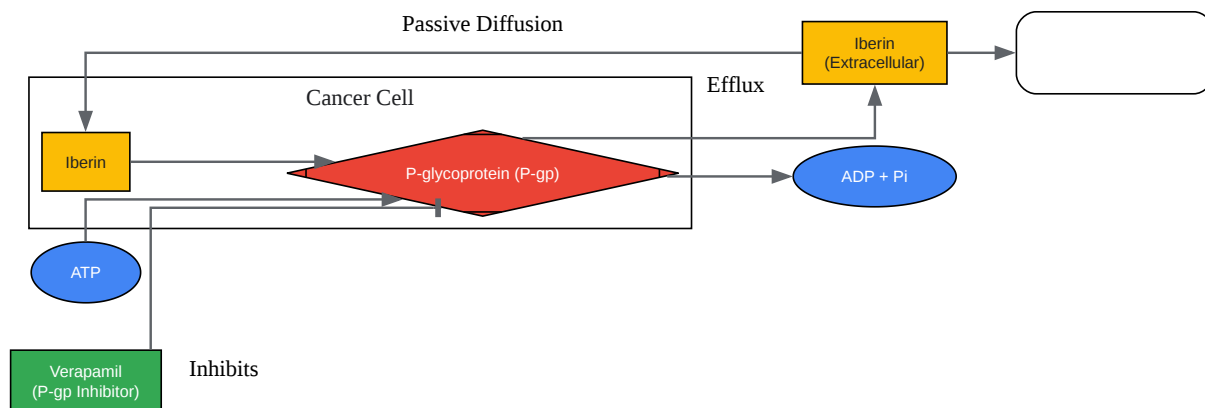 Passive Diffusion
Iberin
(Extracellular)
Efflux
Cancer Cell
Iberin
P-glycoprotein (P-gp)
ADP + Pi
ATP
Verapamil
(P-gp Inhibitor)
Inhibits